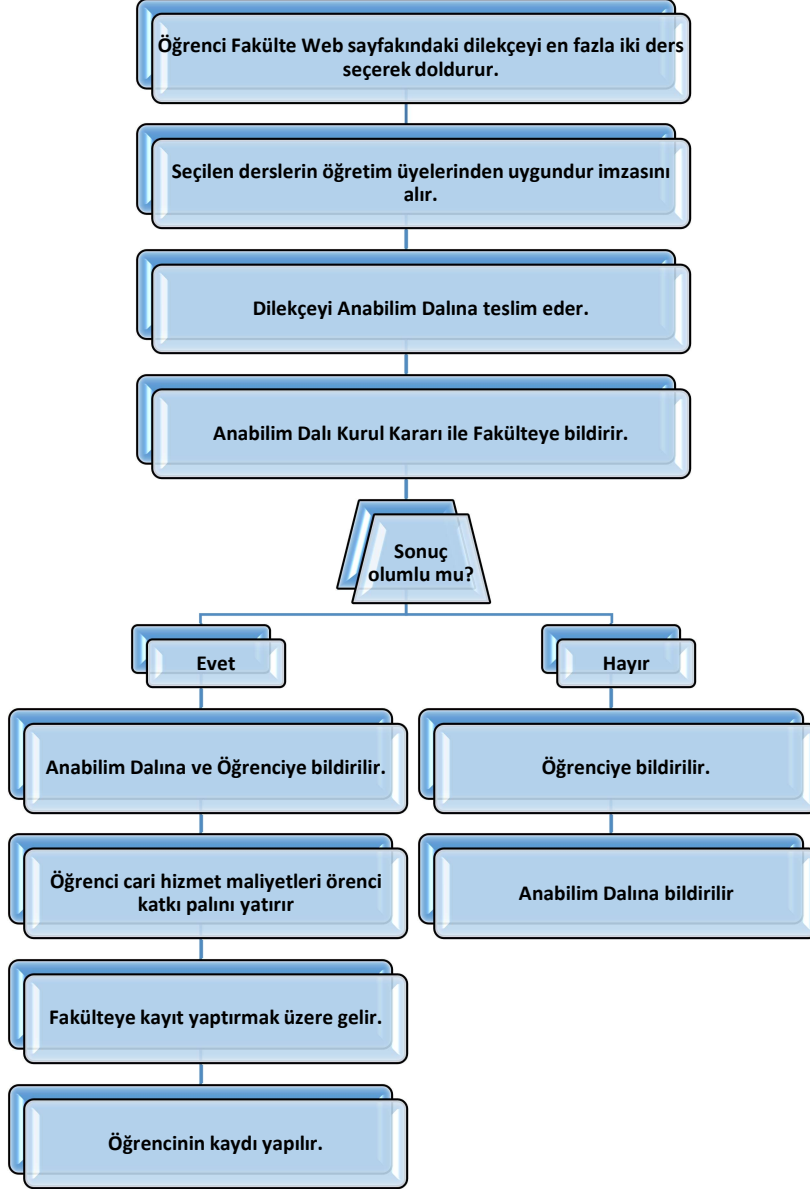 Öğrenci Fakülte Web sayfakındaki dilekçeyi en fazla iki ders
seçerek doldurur.
Seçilen derslerin öğretim üyelerinden uygundur imzasını
alır.
Dilekçeyi Anabilim Dalına teslim eder.
Anabilim Dalı Kurul Kararı ile Fakülteye bildirir.
Sonuç
olumlu mu?
Evet
Hayır
Anabilim Dalına ve Öğrenciye bildirilir.
Öğrenciye bildirilir.
Öğrenci cari hizmet maliyetleri örenci
katkı palını yatırır
Anabilim Dalına bildirilir
Fakülteye kayıt yaptırmak üzere gelir.
Öğrencinin kaydı yapılır.